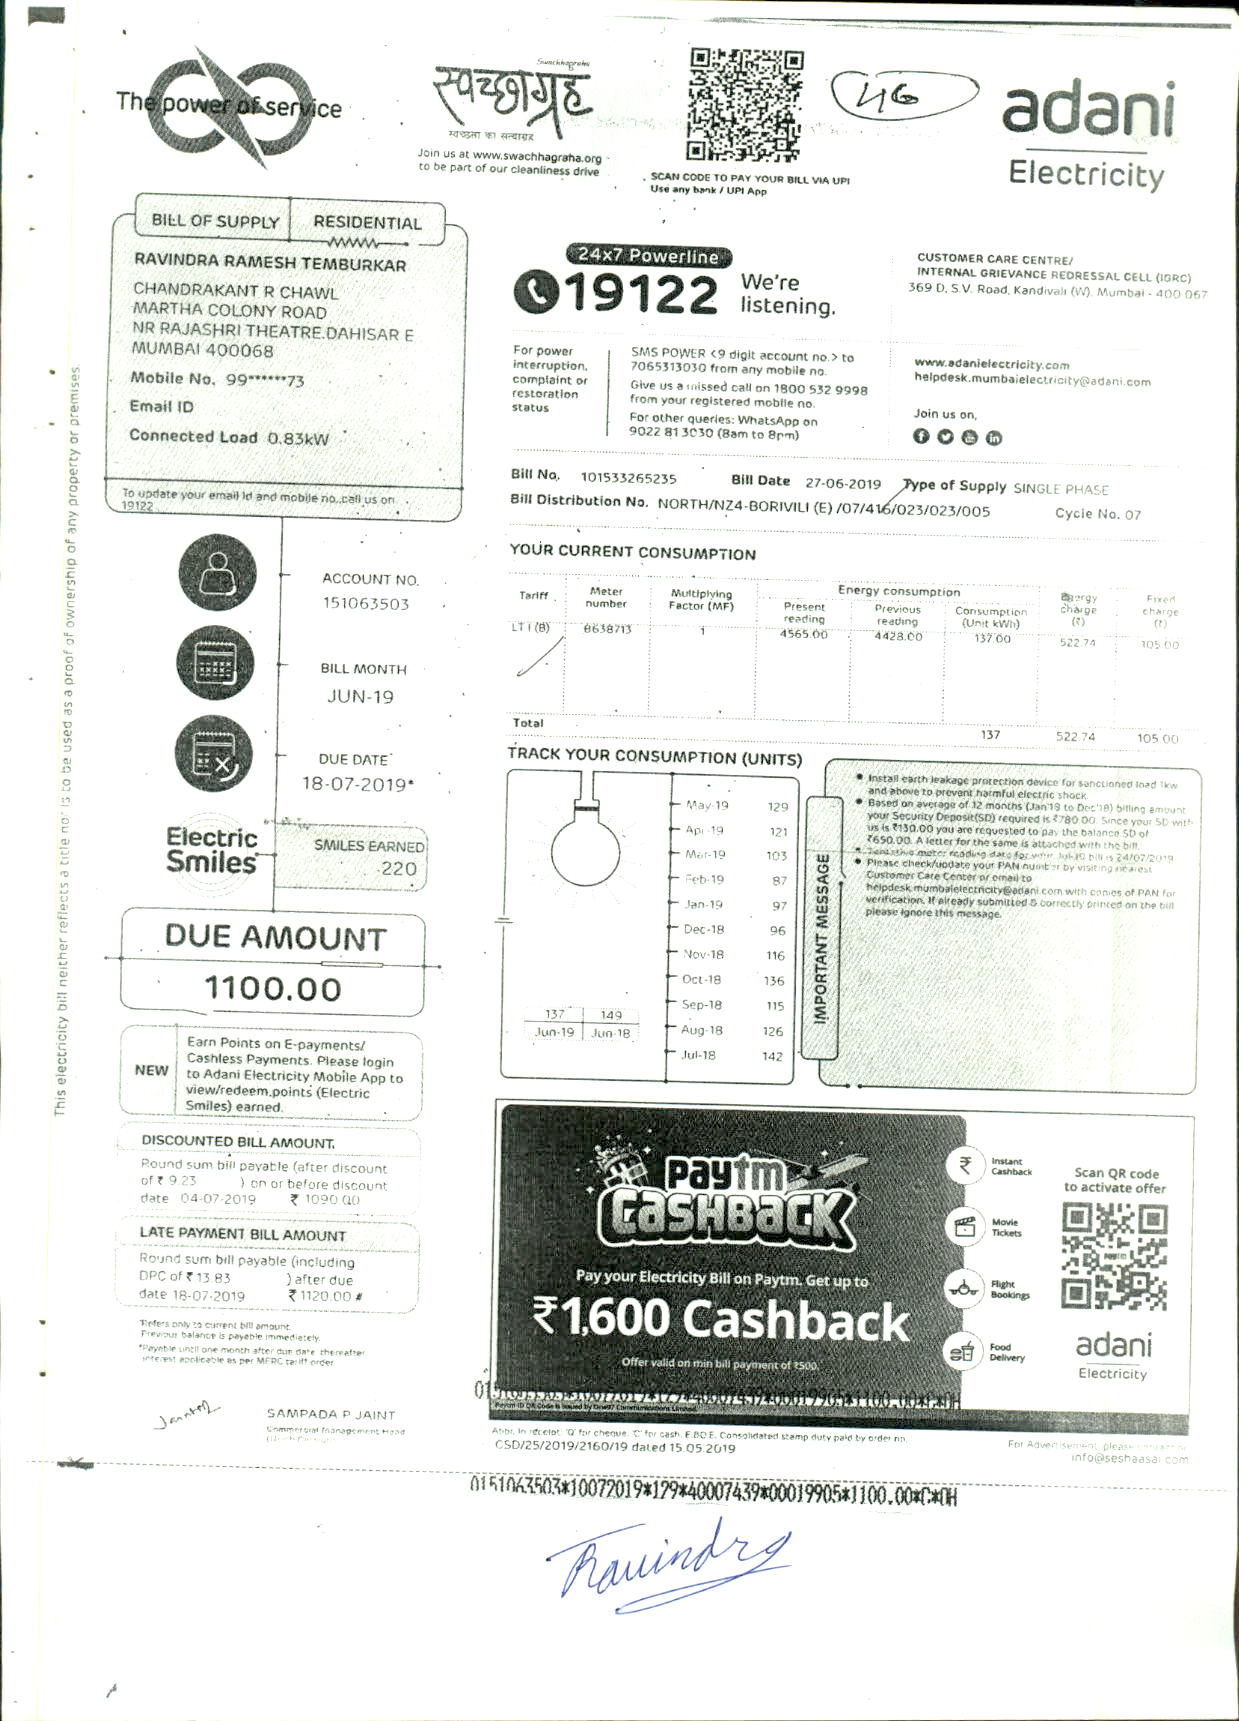 The power of service
Swachhagraha
स्वच्छाग्रह
स्वच्छता का सत्याग्रह
Join us at www.swachhagraha.org
to be part of our cleanliness drive
SCAN CODE TO PAY YOUR BILL VIA UPI
Use any bank / UPI App
46
adani
Electricity
BILL OF SUPPLY RESIDENTIAL
RAVINDRA RAMESH TEMBURKAR
CHANDRAKANT R CHAWL
MARTHA COLONY ROAD
NR RAJASHRI THEATRE.DAHISAR E
MUMBAI 400068
Mobile No. 99******73
Email ID
Connected Load 0.83kW
To update your email id and mobile no.,call us on
19122
24x7 Powerline
19122 We're
listening.
CUSTOMER CARE CENTRE/
INTERNAL GRIEVANCE REDRESSAL CELL (IGRC)
369 D, S.V. Road, Kandivali (W), Mumbai - 400 067
For power
interruption,
complaint or
restoration
status
SMS POWER <9 digit account no.> to
7065313030 from any mobile no.
Give us a missed call on 1800 532 9998
from your registered mobile no.
For other queries: WhatsApp on
9022 813030 (8am to 8pm)
www.adanielectricity.com
helpdesk.mumbaielectricity@adani.com
Join us on,
Bill No. 101533265235 Bill Date 27-06-2019 Type of Supply SINGLE PHASE
Bill Distribution No. NORTH/NZ4-BORIVILI (E) /07/416/023/023/005 Cycle No. 07
This electricity bill neither reflects a title nor is to be used as a proof of ownership of any property or premises.
ACCOUNT NO.
151063503
BILL MONTH
JUN-19
DUE DATE*
18-07-2019*
Electric
Smiles
SMILES EARNED
220
DUE AMOUNT
1100.00
NEW
Earn Points on E-payments/
Cashless Payments. Please login
to Adani Electricity Mobile App to
view/redeem points (Electric
Smiles) earned.
DISCOUNTED BILL AMOUNT
Round sum bill payable (after discount
of ₹ 9.23 ) on or before discount
date 04-07-2019 ₹ 1090.00
LATE PAYMENT BILL AMOUNT
Round sum bill payable (including
DPC of ₹ 13.83 ) after due
date 18-07-2019 ₹ 1120.00 #
*Refers only to current bill amount.
Previous balance is payable immediately.
*Payable until one month after due date thereafter
interest applicable as per MERC tariff order
SAMPADA P JAINT
Commercial Management Head
YOUR CURRENT CONSUMPTION
Tariff Meter number Multiplying Factor (MF) Energy consumption Energy charge (₹) Fixed charge (₹)
Present reading Previous reading Consumption (Unit kWh)
LT I (B) 8638713 1 4565.00 4428.00 137.00 522.74 105.00
Total 137 522.74 105.00
TRACK YOUR CONSUMPTION (UNITS)
May-19 129
Apr-19 121
Mar-19 103
Feb-19 87
Jan-19 97
Dec-18 96
Nov-18 116
Oct-18 136
Sep-18 115
Aug-18 126
Jul-18 142
137 149
Jun-19 Jun-18
IMPORTANT MESSAGE
Install earth leakage protection device for sanctioned load 1kw
and above to prevent harmful electric shock.
Based on average of 12 months (Jan'18 to Dec'18) billing amount
your Security Deposit(SD) required is ₹780.00. Since your SD with
us is ₹130.00 you are requested to pay the balance SD of
₹650.00. A letter for the same is attached with the bill.
Tentative meter reading date for your Jul-19 bill is 24/07/2019
Please check/update your PAN number by visiting nearest
Customer Care Center or email to
helpdesk.mumbaielectricity@adani.com with copies of PAN for
verification. If already submitted & correctly printed on the bill
please ignore this message.
paytm
CASHBACK
Pay your Electricity Bill on Paytm. Get up to
₹1,600 Cashback
Offer valid on min bill payment of ₹500.
Instant
Cashback
Movie
Tickets
Flight
Bookings
Food
Delivery
Scan QR code
to activate offer
adani
Electricity
Paytm ID QR Code is issued by One97 Communications Limited
Abbr. In receipt: 'Q' for cheque, 'C' for cash. E.&O.E. Consolidated stamp duty paid by order no.
CSD/25/2019/2160/19 dated 15.05.2019
For Advertisement, please contact
info@seshaasai.com
0151063503*10072019*129*40007439*00019905*1100.00*C*OH
Ravindra